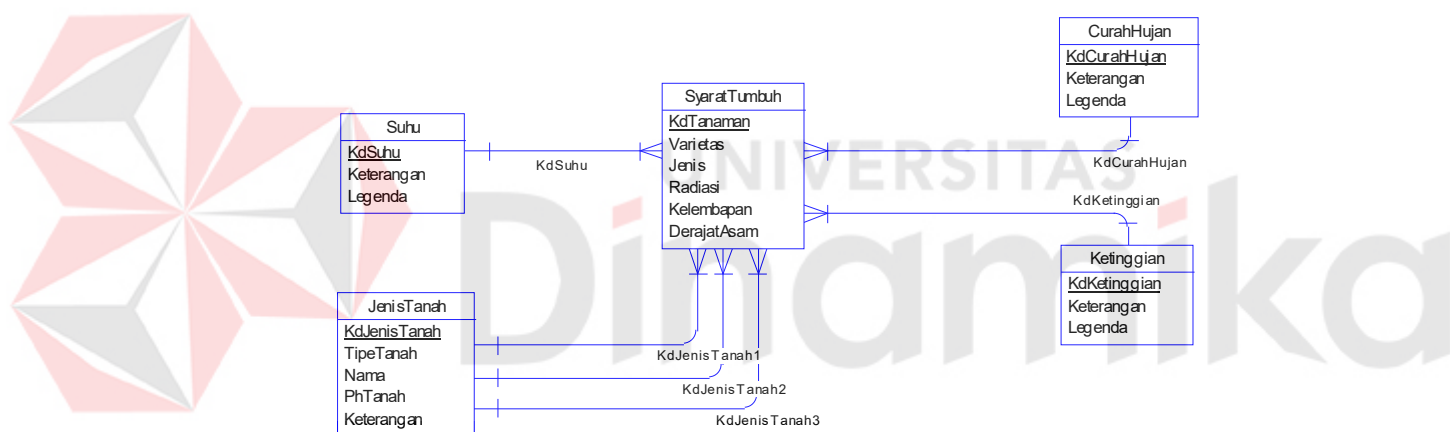 CurahHujan
KdCurahHujan
Keterangan
Legenda
SyaratTumbuh
KdTanaman
Varietas
Jenis
Radiasi
Kelembapan
DerajatAsam
Suhu
KdSuhu
Keterangan
Legenda
KdSuhu
KdCurahHujan
UNIVERSITAS
Dinamika
KdKetinggian
Ketinggian
KdKetinggian
Keterangan
Legenda
JenisTanah
KdJenisTanah
TipeTanah
Nama
PhTanah
Keterangan
KdJenisTanah1
KdJenisTanah2
KdJenisTanah3